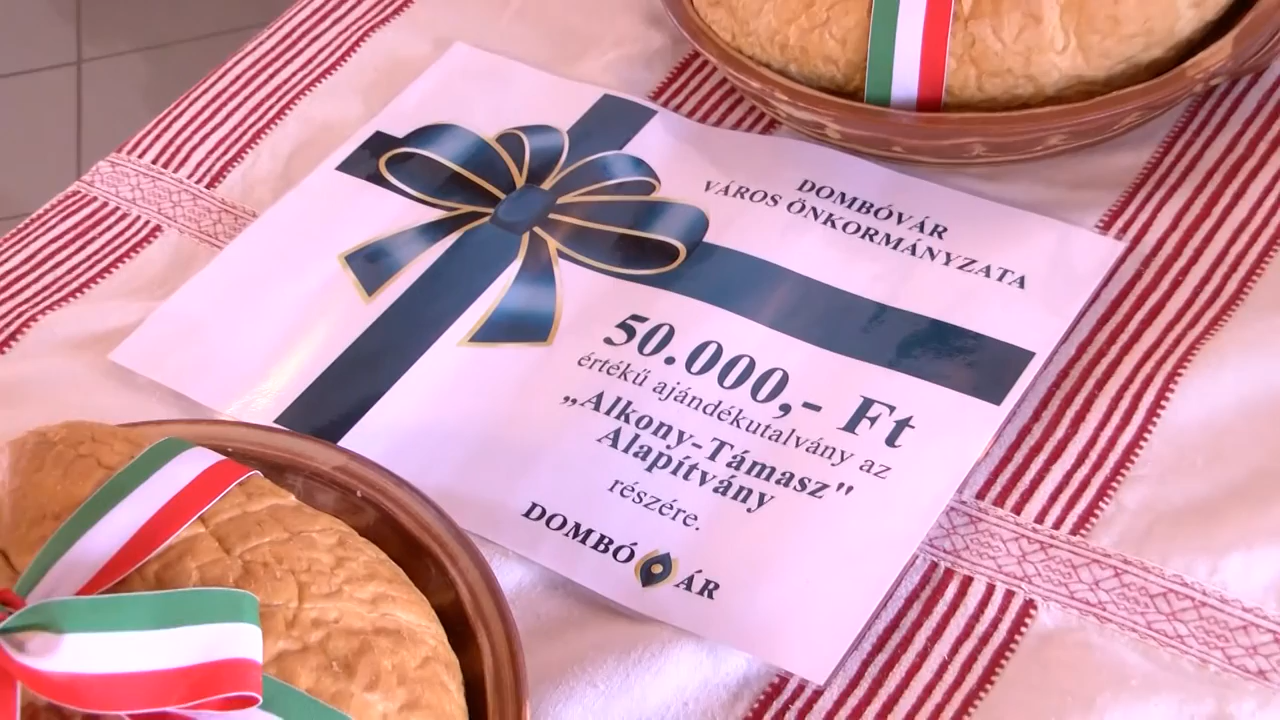 DOMBÓVÁR
VÁROS ÖNKORMÁNYZATA
50.000,- Ft
értékű ajándékutalvány az
„Alkony-Támasz"
Alapítvány
részére.
DOMBÓVÁR